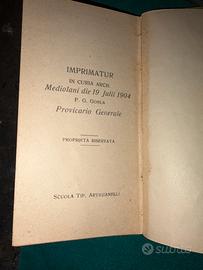 IMPRIMATUR
IN CURIA ARCH.
Mediolani die 19 Julii 1904
P. G. GORLA
Provicario Generale
PROPRIETÀ RISERVATA
SCUOLA TIP. ARTIGIANELLI
subito